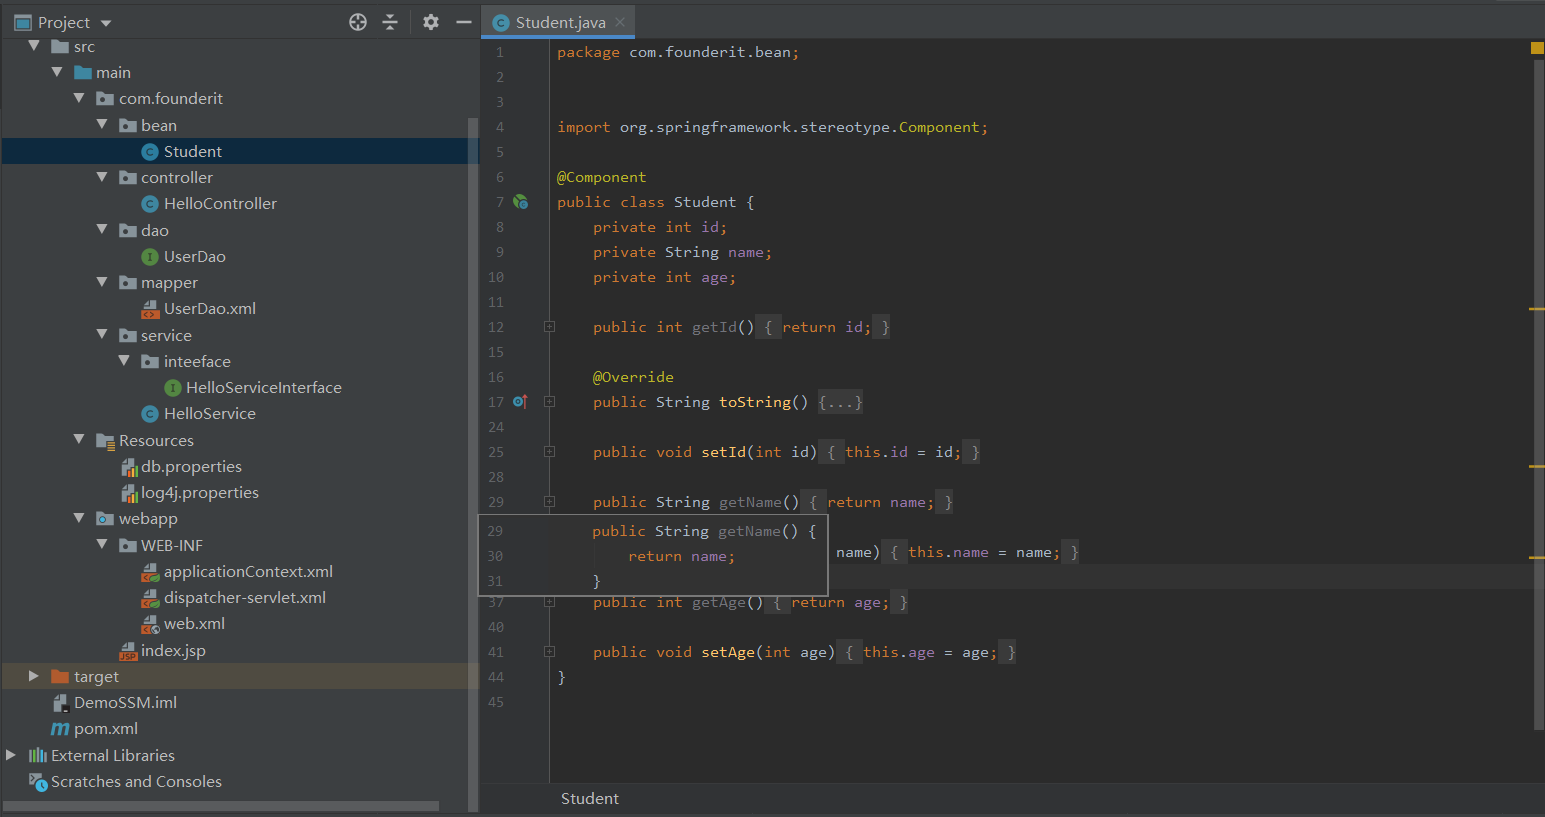 Project
src
main
com.founderit
bean
Student
controller
HelloController
dao
UserDao
mapper
UserDao.xml
service
inteeface
HelloServiceInterface
HelloService
Resources
db.properties
log4j.properties
webapp
WEB-INF
applicationContext.xml
dispatcher-servlet.xml
web.xml
index.jsp
target
DemoSSM.iml
pom.xml
External Libraries
Scratches and Consoles
Student.java
1 package com.founderit.bean;
2
3
4 import org.springframework.stereotype.Component;
5
6 @Component
7 public class Student {
8 private int id;
9 private String name;
10 private int age;
11
12 public int getId() { return id; }
15
16 @Override
17 public String toString() {...}
24
25 public void setId(int id) { this.id = id; }
28
29 public String getName() { return name; }
29 public String getName() {
30 return name;
31 }
name) { this.name = name; }
37 public int getAge() { return age; }
40
41 public void setAge(int age) { this.age = age; }
44 }
45
Student